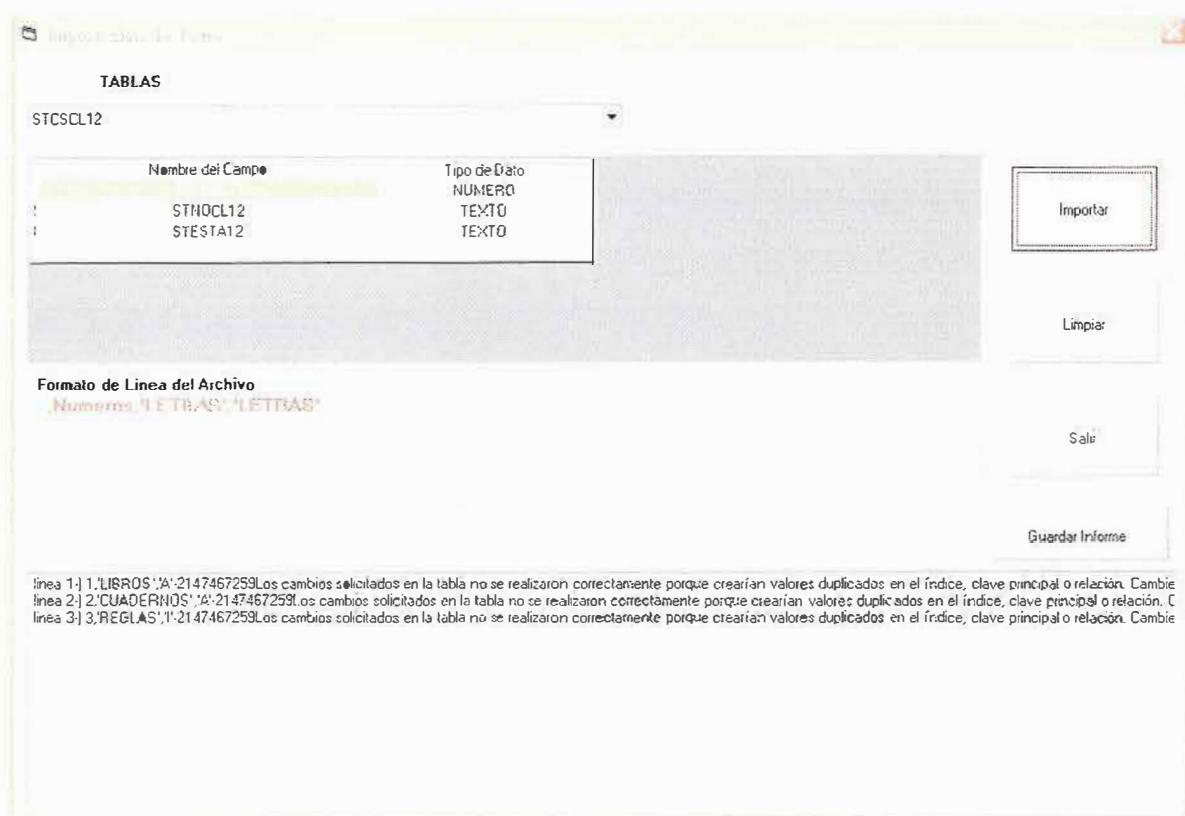 TABLAS
STCSCL12
Nombre del Campo Tipo de Dato
NUMERO
STNOCL12 TEXTO
STESTA12 TEXTO
Importar
Limpiar
Formato de Linea del Archivo
,Numeros,'LETRAS','LETRAS'
Salir
Guardar Informe
linea 1-) 1,'LIBROS','A'-2147467259Los cambios solicitados en la tabla no se realizaron correctamente porque crearían valores duplicados en el índice, clave principal o relación. Cambie
linea 2-) 2,'CUADERNOS','A'-2147467259Los cambios solicitados en la tabla no se realizaron correctamente porque crearían valores duplicados en el índice, clave principal o relación. C
linea 3-) 3,'REGLAS','I'-2147467259Los cambios solicitados en la tabla no se realizaron correctamente porque crearían valores duplicados en el índice, clave principal o relación. Cambie